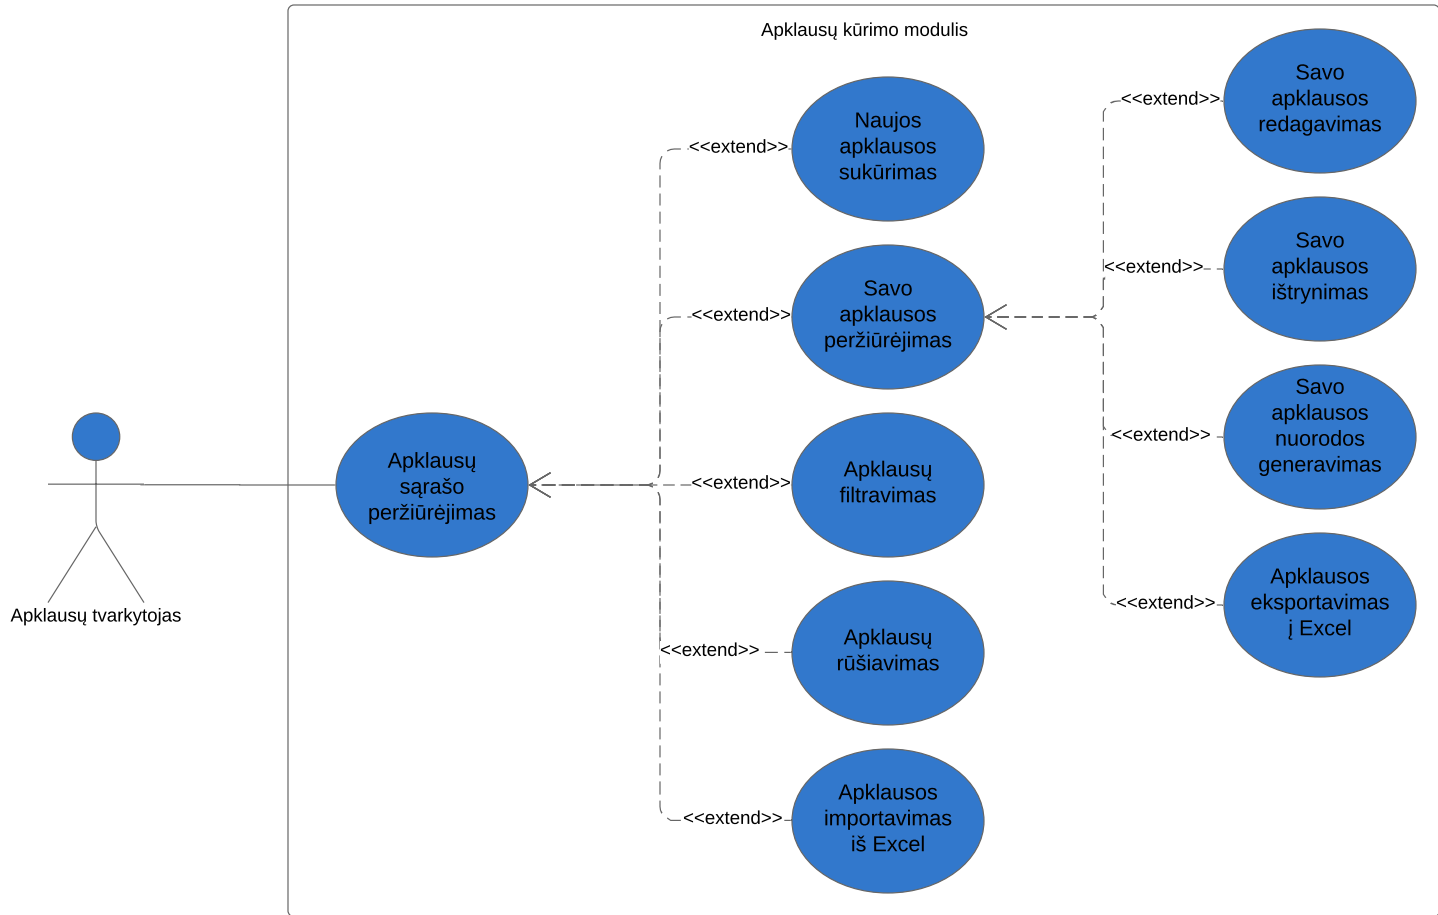 Apklausų kūrimo modulis
Apklausų tvarkytojas
Apklausų
sąrašo
peržiūrėjimas
<<extend>>
Naujos
apklausos
sukūrimas
<<extend>>
Savo
apklausos
peržiūrėjimas
<<extend>>
Apklausų
filtravimas
<<extend>>
Apklausų
rūšiavimas
<<extend>>
Apklausos
importavimas
iš Excel
<<extend>>
Savo
apklausos
redagavimas
<<extend>>
Savo
apklausos
ištrynimas
<<extend>>
Savo
apklausos
nuorodos
generavimas
<<extend>>
Apklausos
eksportavimas
į Excel